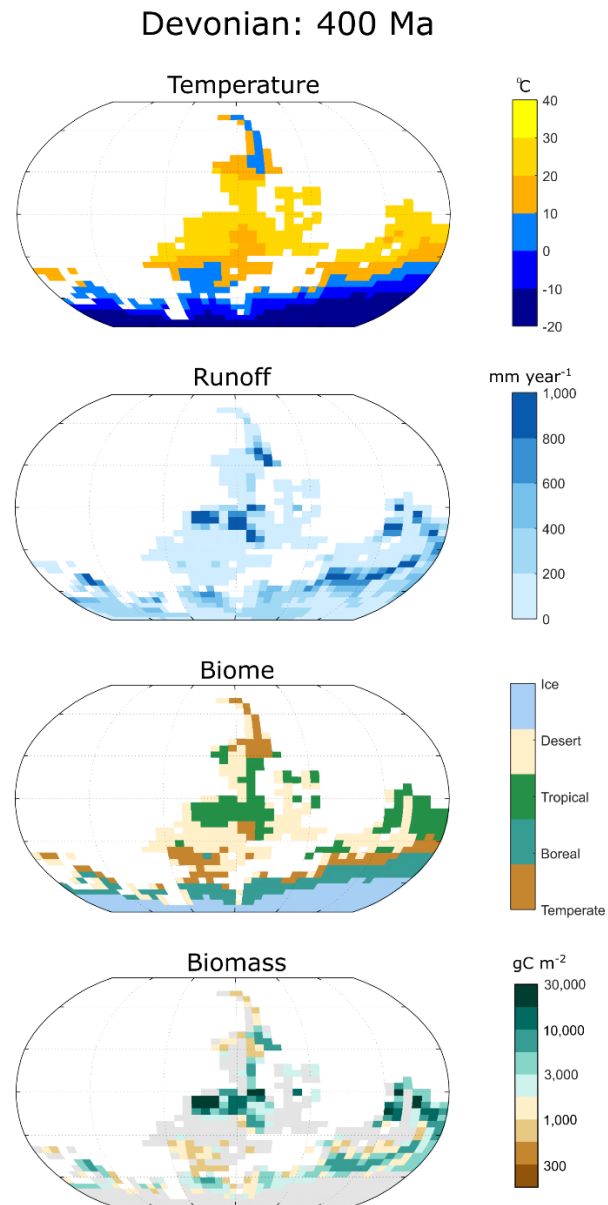 Devonian: 400 Ma
Temperature
°C
40
30
20
10
0
-10
-20
Runoff
mm year⁻¹
1,000
800
600
400
200
0
Biome
Ice
Desert
Tropical
Boreal
Temperate
Biomass
gC m⁻²
30,000
10,000
3,000
1,000
300